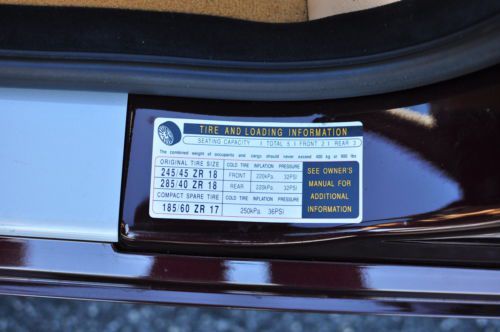 TIRE AND LOADING INFORMATION
SEATING CAPACITY | TOTAL 5 | FRONT 2 | REAR 3
The combined weight of occupants and cargo should never exceed 400 kg or 880 lbs
ORIGINAL TIRE SIZE COLD TIRE INFLATION PRESSURE
245/45 ZR 18 FRONT 220kPa 32PSI
285/40 ZR 18 REAR 220kPa 32PSI
COMPACT SPARE TIRE COLD TIRE INFLATION PRESSURE
185/60 ZR 17 250kPa 36PSI
SEE OWNER'S
MANUAL FOR
ADDITIONAL
INFORMATION